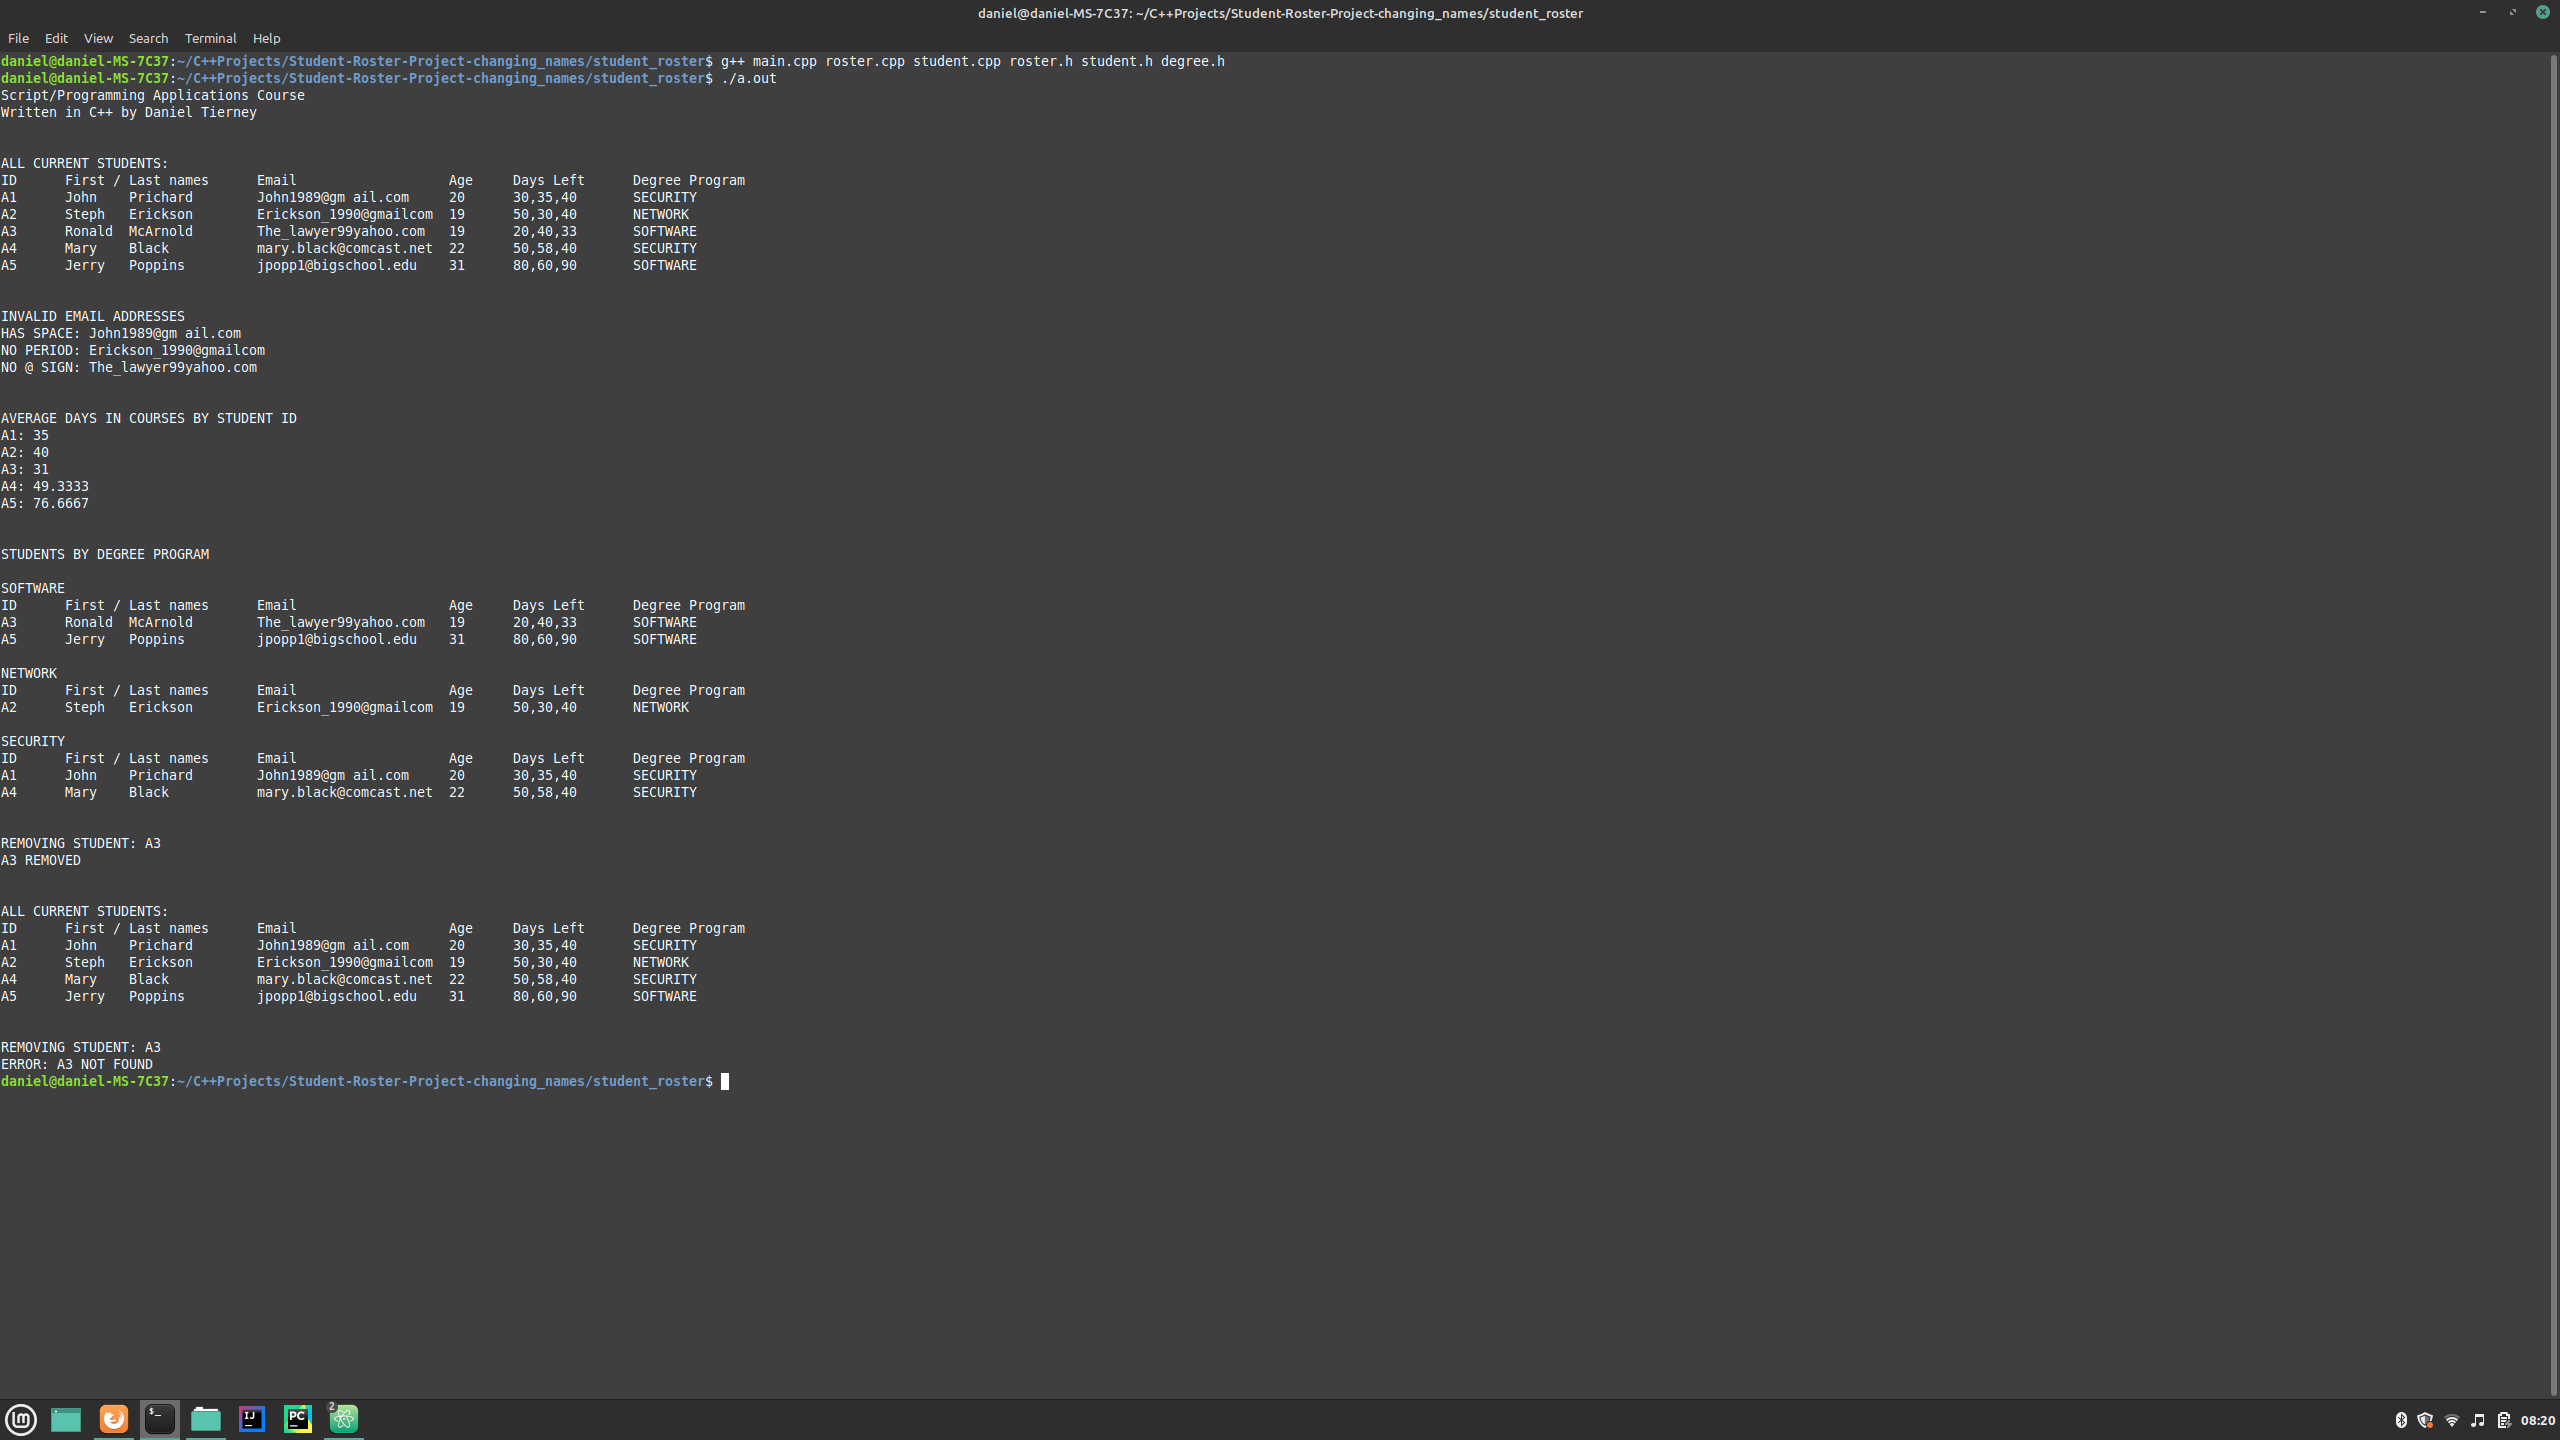 daniel@daniel-MS-7C37: ~/C++Projects/Student-Roster-Project-changing_names/student_roster
File Edit View Search Terminal Help
daniel@daniel-MS-7C37:~/C++Projects/Student-Roster-Project-changing_names/student_roster$ g++ main.cpp roster.cpp student.cpp roster.h student.h degree.h
daniel@daniel-MS-7C37:~/C++Projects/Student-Roster-Project-changing_names/student_roster$ ./a.out
Script/Programming Applications Course
Written in C++ by Daniel Tierney
ALL CURRENT STUDENTS:
ID First / Last names Email Age Days Left Degree Program
A1 John Prichard John1989@gm ail.com 20 30,35,40 SECURITY
A2 Steph Erickson Erickson_1990@gmailcom 19 50,30,40 NETWORK
A3 Ronald McArnold The_lawyer99yahoo.com 19 20,40,33 SOFTWARE
A4 Mary Black mary.black@comcast.net 22 50,58,40 SECURITY
A5 Jerry Poppins jpopp1@bigschool.edu 31 80,60,90 SOFTWARE
INVALID EMAIL ADDRESSES
HAS SPACE: John1989@gm ail.com
NO PERIOD: Erickson_1990@gmailcom
NO @ SIGN: The_lawyer99yahoo.com
AVERAGE DAYS IN COURSES BY STUDENT ID
A1: 35
A2: 40
A3: 31
A4: 49.3333
A5: 76.6667
STUDENTS BY DEGREE PROGRAM
SOFTWARE
ID First / Last names Email Age Days Left Degree Program
A3 Ronald McArnold The_lawyer99yahoo.com 19 20,40,33 SOFTWARE
A5 Jerry Poppins jpopp1@bigschool.edu 31 80,60,90 SOFTWARE
NETWORK
ID First / Last names Email Age Days Left Degree Program
A2 Steph Erickson Erickson_1990@gmailcom 19 50,30,40 NETWORK
SECURITY
ID First / Last names Email Age Days Left Degree Program
A1 John Prichard John1989@gm ail.com 20 30,35,40 SECURITY
A4 Mary Black mary.black@comcast.net 22 50,58,40 SECURITY
REMOVING STUDENT: A3
A3 REMOVED
ALL CURRENT STUDENTS:
ID First / Last names Email Age Days Left Degree Program
A1 John Prichard John1989@gm ail.com 20 30,35,40 SECURITY
A2 Steph Erickson Erickson_1990@gmailcom 19 50,30,40 NETWORK
A4 Mary Black mary.black@comcast.net 22 50,58,40 SECURITY
A5 Jerry Poppins jpopp1@bigschool.edu 31 80,60,90 SOFTWARE
REMOVING STUDENT: A3
ERROR: A3 NOT FOUND
daniel@daniel-MS-7C37:~/C++Projects/Student-Roster-Project-changing_names/student_roster$
$_ IJ PC 2 08:20